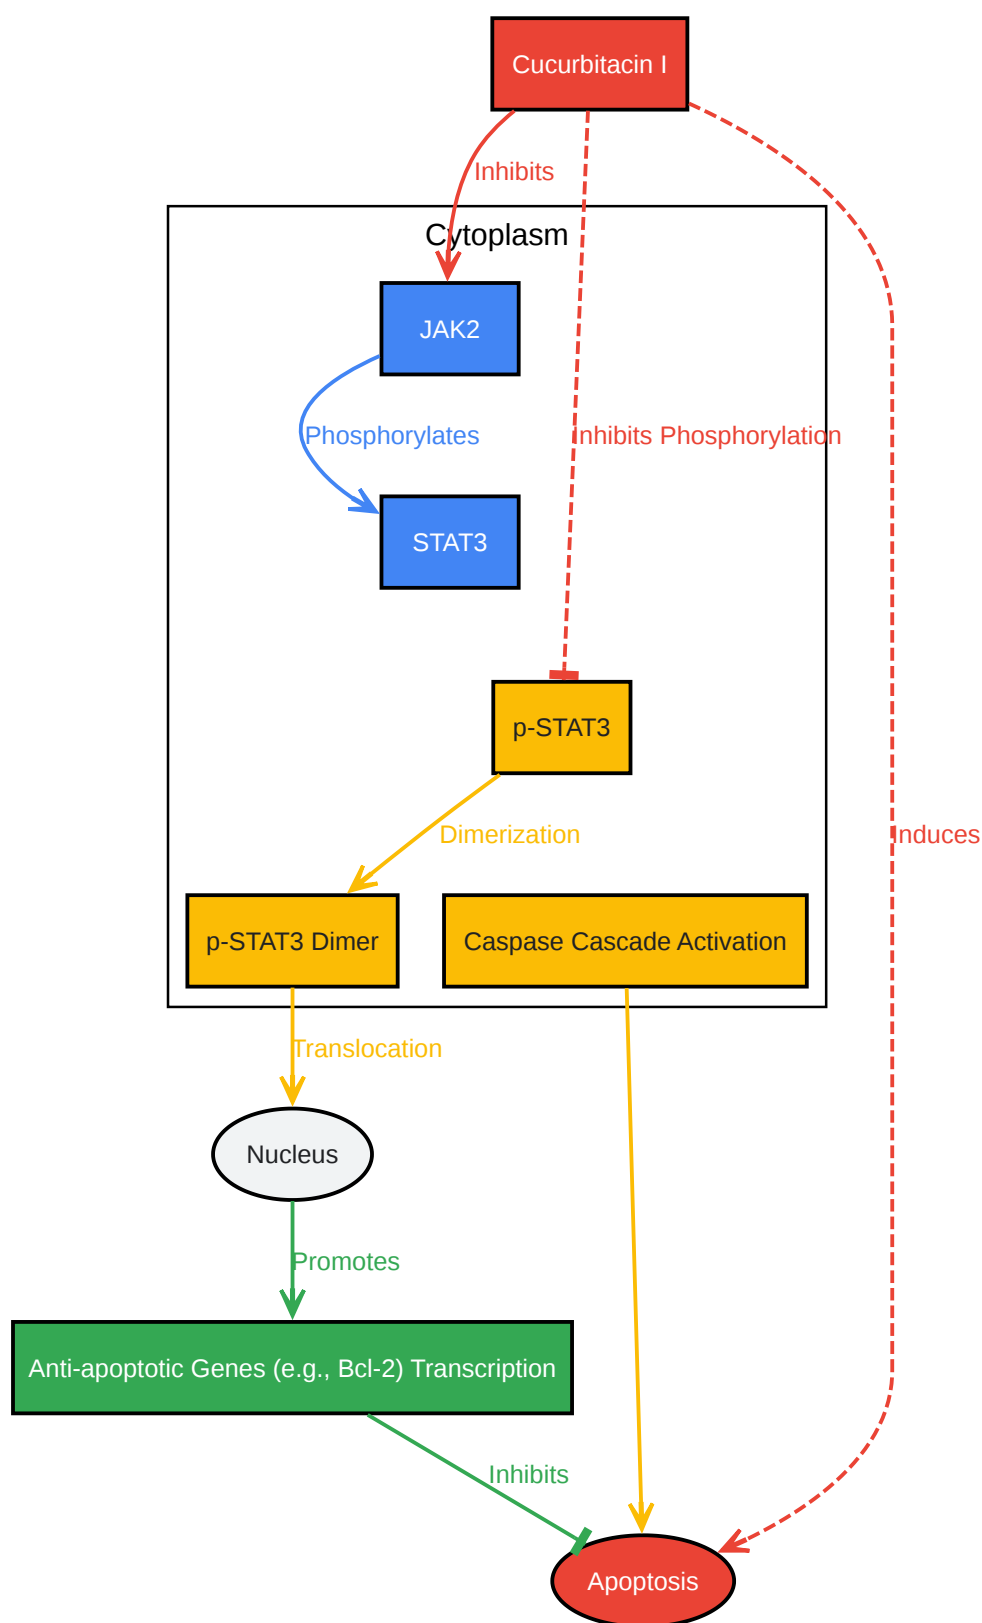 Cucurbitacin I
Inhibits
Cytoplasm
JAK2
Phosphorylates
Inhibits Phosphorylation
STAT3
p-STAT3
Dimerization
Induces
p-STAT3 Dimer
Caspase Cascade Activation
Translocation
Nucleus
Promotes
Anti-apoptotic Genes (e.g., Bcl-2) Transcription
Inhibits
Apoptosis